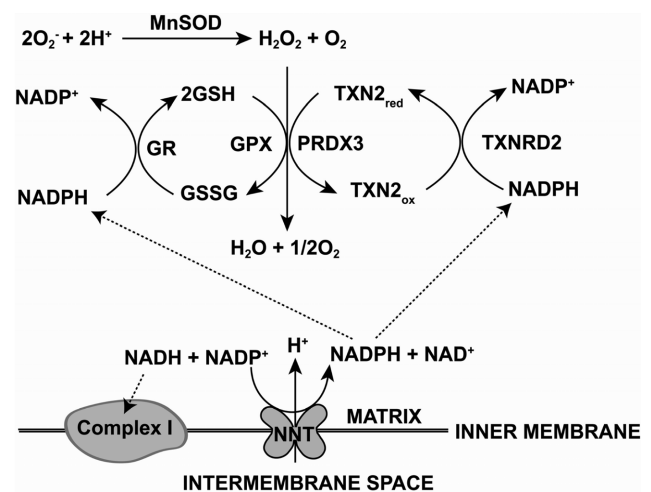 MnSOD
2O₂⁻ + 2H⁺ H₂O₂ + O₂
NADP⁺ 2GSH TXN2red NADP⁺
GR GPX PRDX3 TXNRD2
NADPH GSSG TXN2ox NADPH
H₂O + 1/2O₂
H⁺
NADH + NADP⁺ NADPH + NAD⁺
MATRIX
Complex I NNT INNER MEMBRANE
INTERMEMBRANE SPACE